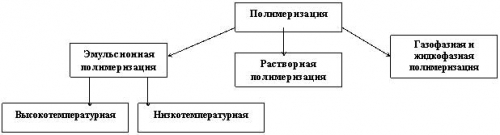 Полимеризация
Эмульсионная
полимеризация
Растворная
полимеризация
Газофазная и
жидкофазная
полимеризация
Высокотемпературная
Низкотемпературная